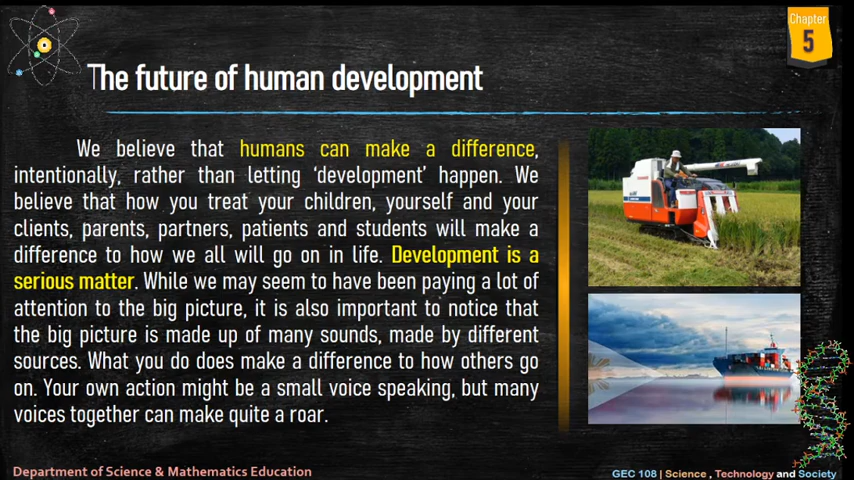 Chapter
5
The future of human development
We believe that humans can make a difference,
intentionally, rather than letting ‘development’ happen. We
believe that how you treat your children, yourself and your
clients, parents, partners, patients and students will make a
difference to how we all will go on in life. Development is a
serious matter. While we may seem to have been paying a lot of
attention to the big picture, it is also important to notice that
the big picture is made up of many sounds, made by different
sources. What you do does make a difference to how others go
on. Your own action might be a small voice speaking, but many
voices together can make quite a roar.
Department of Science & Mathematics Education
GEC 108 | Science , Technology and Society